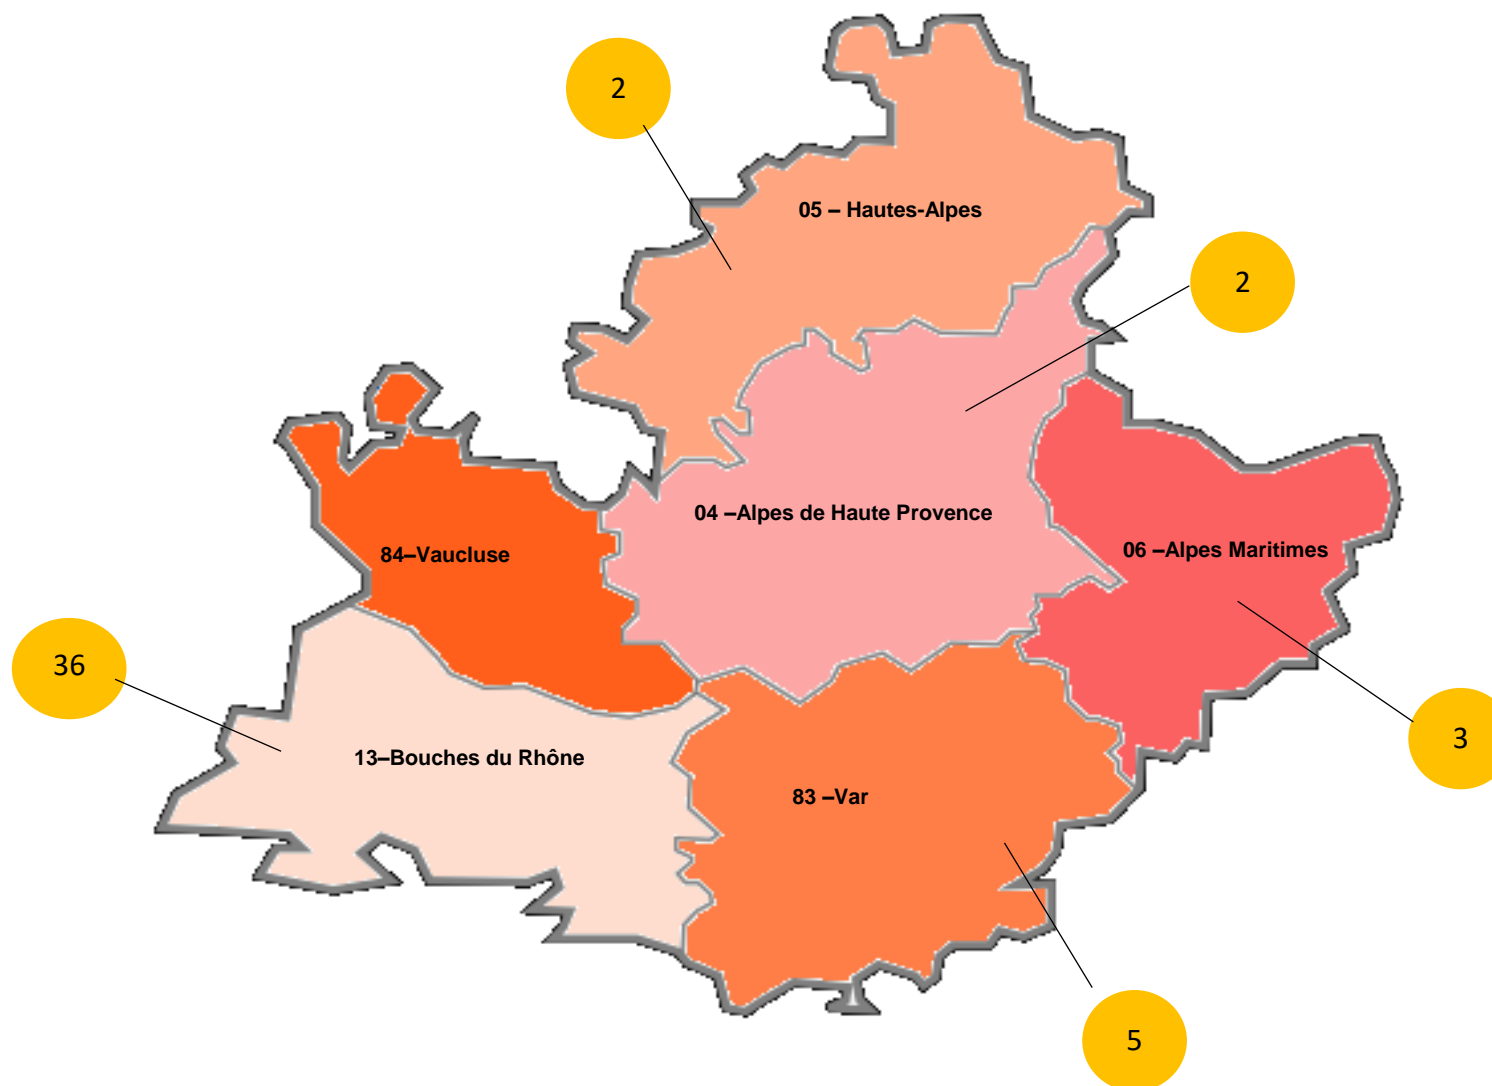 2
05 – Hautes-Alpes
2
04 –Alpes de Haute Provence
84–Vaucluse
06 –Alpes Maritimes
36
13–Bouches du Rhône
3
83 –Var
5